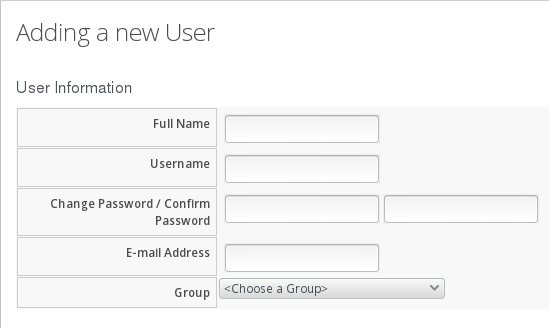 Adding a new User
User Information
Full Name
Username
Change Password / Confirm
Password
E-mail Address
Group
<Choose a Group>